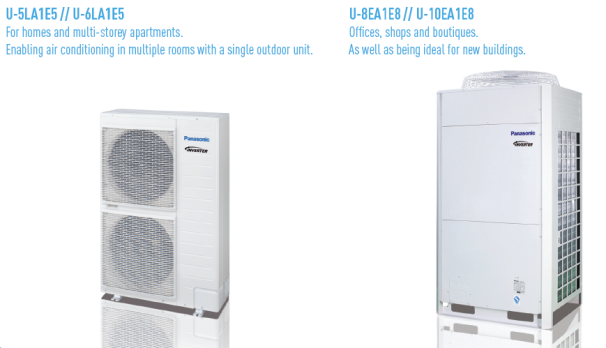 U-5LA1E5 // U-6LA1E5
For homes and multi-storey apartments.
Enabling air conditioning in multiple rooms with a single outdoor unit.
U-8EA1E8 // U-10EA1E8
Offices, shops and boutiques.
As well as being ideal for new buildings.
Panasonic
INVERTER
Panasonic
INVERTER